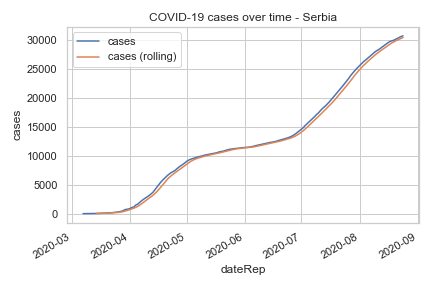 COVID-19 cases over time - Serbia
cases
cases (rolling)
30000
25000
20000
15000
10000
5000
0
cases
2020-03
2020-04
2020-05
2020-06
2020-07
2020-08
2020-09
dateRep